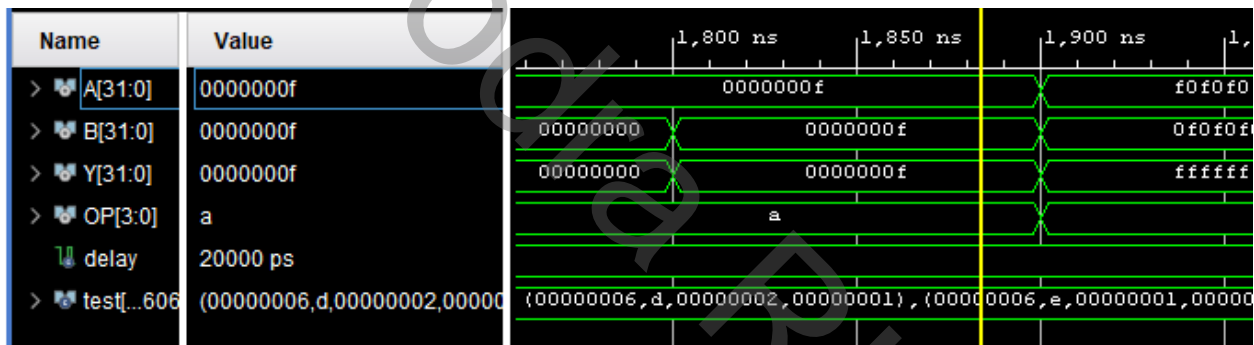 Name Value 1,800 ns 1,850 ns 1,900 ns 1,
A[31:0] 0000000f 0000000f f0f0f0
B[31:0] 0000000f 00000000 0000000f 0f0f0f
Y[31:0] 0000000f 00000000 0000000f ffffff
OP[3:0] a a
delay 20000 ps
test[...606 (00000006,d,00000002,00000 (00000006,d,00000002,00000001),(00000006,e,00000001,00000